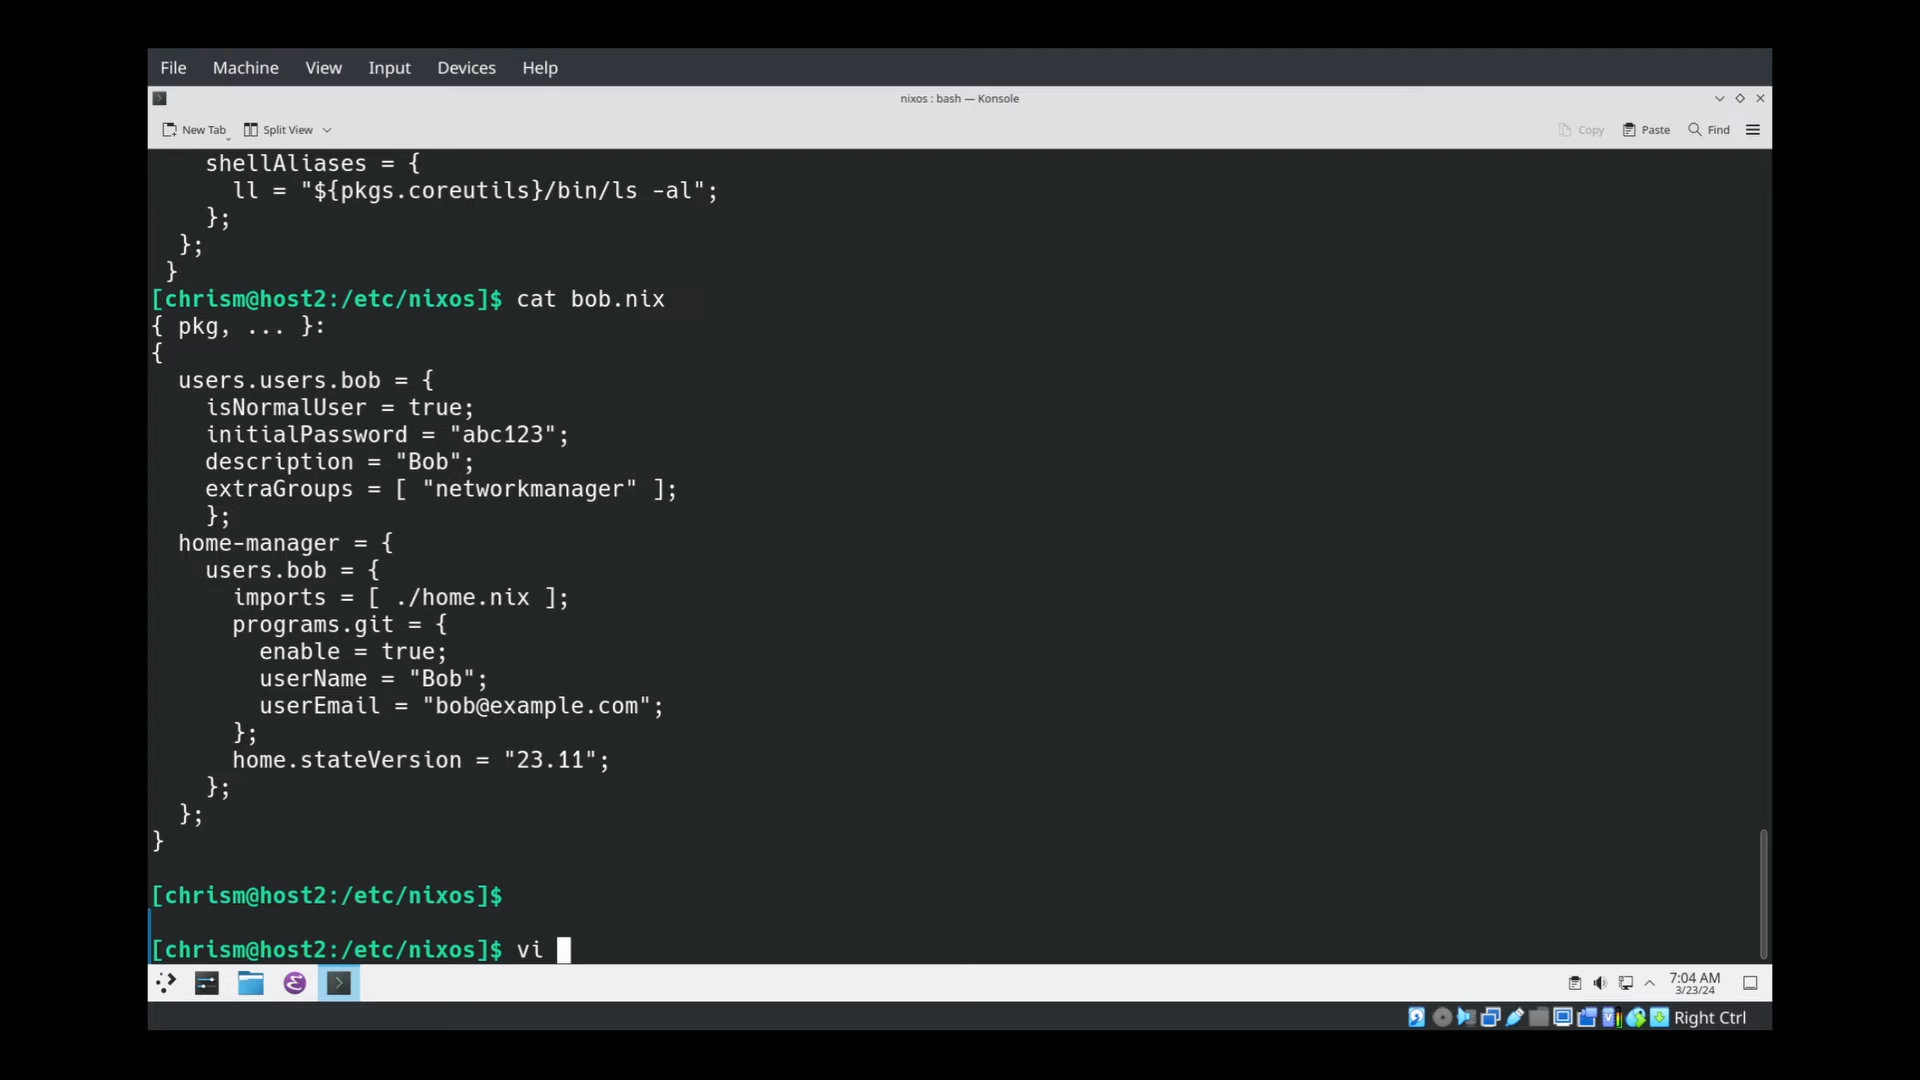 File Machine View Input Devices Help
nixos : bash — Konsole
New Tab Split View Copy Paste Find
shellAliases = {
ll = "${pkgs.coreutils}/bin/ls -al";
};
};
}
[chrism@host2:/etc/nixos]$ cat bob.nix
{ pkg, ... }:
{
users.users.bob = {
isNormalUser = true;
initialPassword = "abc123";
description = "Bob";
extraGroups = [ "networkmanager" ];
};
home-manager = {
users.bob = {
imports = [ ./home.nix ];
programs.git = {
enable = true;
userName = "Bob";
userEmail = "bob@example.com";
};
home.stateVersion = "23.11";
};
};
}
[chrism@host2:/etc/nixos]$
[chrism@host2:/etc/nixos]$ vi
7:04 AM
3/23/24
Right Ctrl